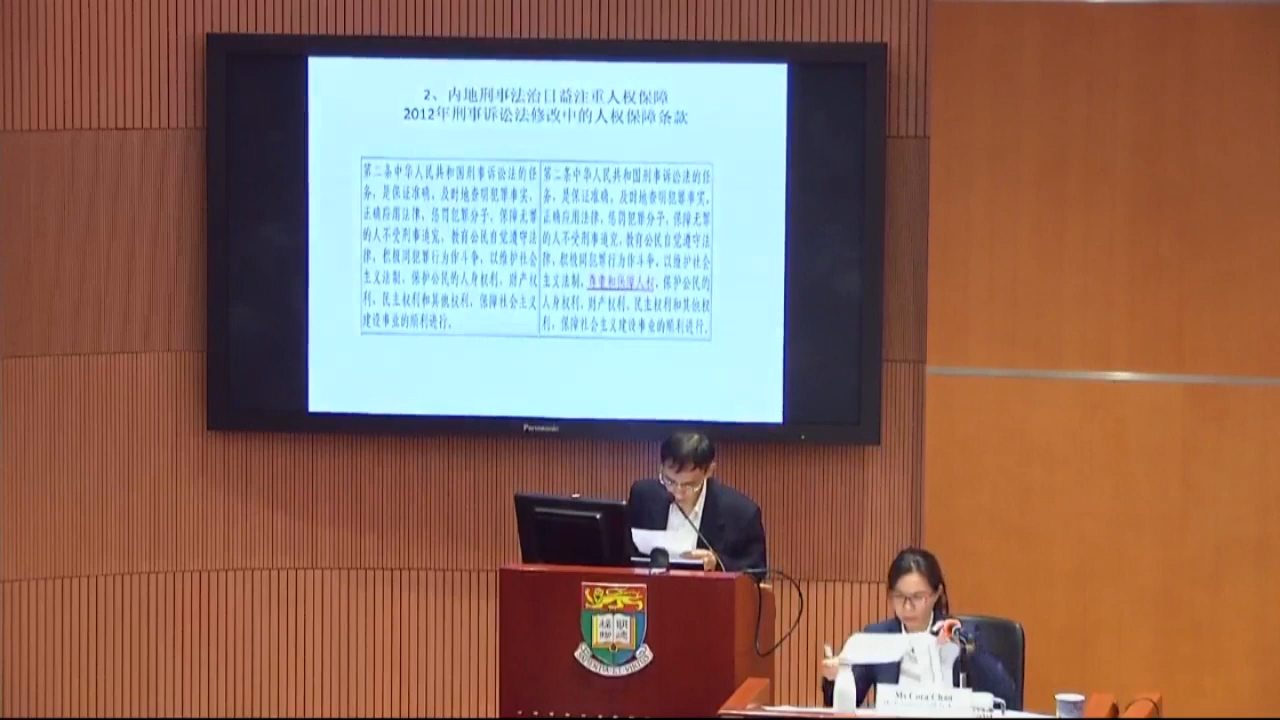 2、内地刑事法治日益注重人权保障
2012年刑事诉讼法修改中的人权保障条款
第二条中华人民共和国刑事诉讼法的任
务，是保证准确、及时地查明犯罪事实，
正确应用法律，惩罚犯罪分子，保障无罪
的人不受刑事追究，教育公民自觉遵守法
律，积极同犯罪行为作斗争，以维护社会
主义法制，保护公民的人身权利，财产权
利，民主权利和其他权利，保障社会主义
建设事业的顺利进行。
第二条中华人民共和国刑事诉讼法的任
务，是保证准确、及时地查明犯罪事实，
正确应用法律，惩罚犯罪分子，保障无罪
的人不受刑事追究，教育公民自觉遵守法
律，积极同犯罪行为作斗争，以维护社会
主义法制，尊重和保障人权，保护公民的
人身权利，财产权利，民主权利和其他权
利，保障社会主义建设事业的顺利进行。
Panasonic
明德
格物
Ms Cora Chan